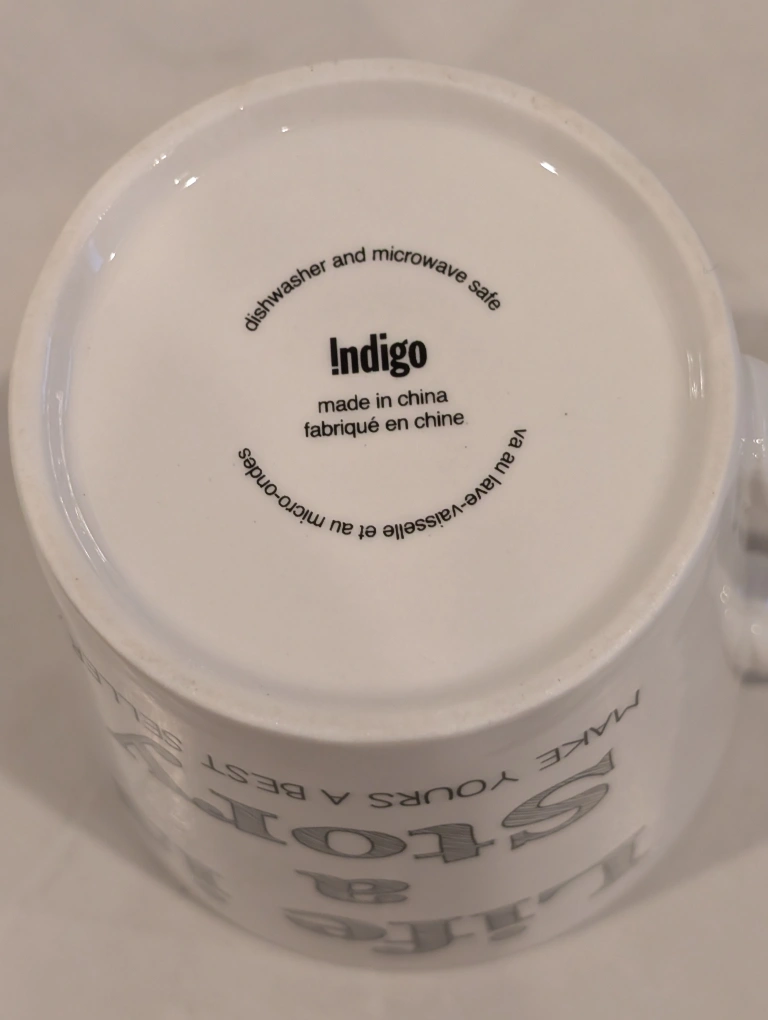 dishwasher and microwave safe
!ndigo
made in china
fabriqué en chine
va au lave-vaisselle et au micro-ondes
Life
a
Story
MAKE YOURS A BEST